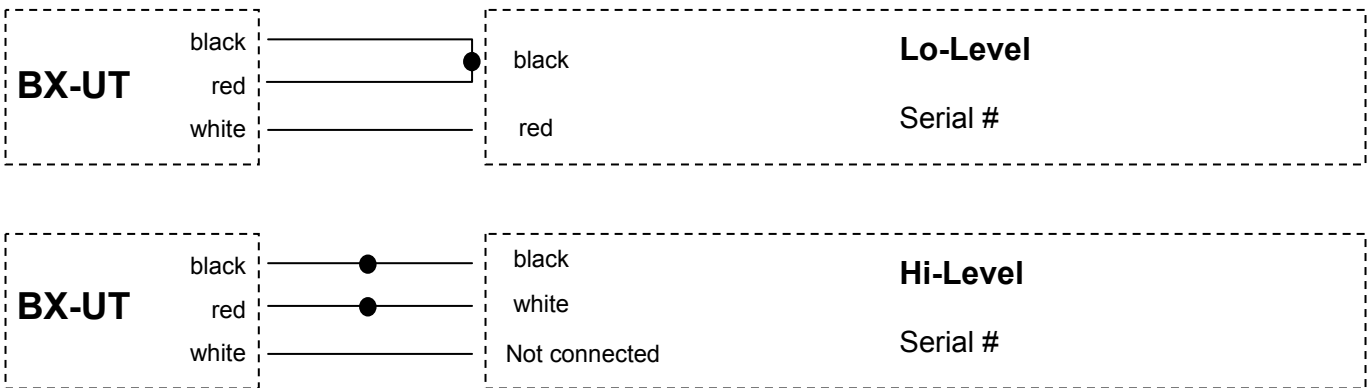 black
BX-UT
red
white
black
red
Lo-Level
Serial #
black
BX-UT
red
white
black
white
Not connected
Hi-Level
Serial #